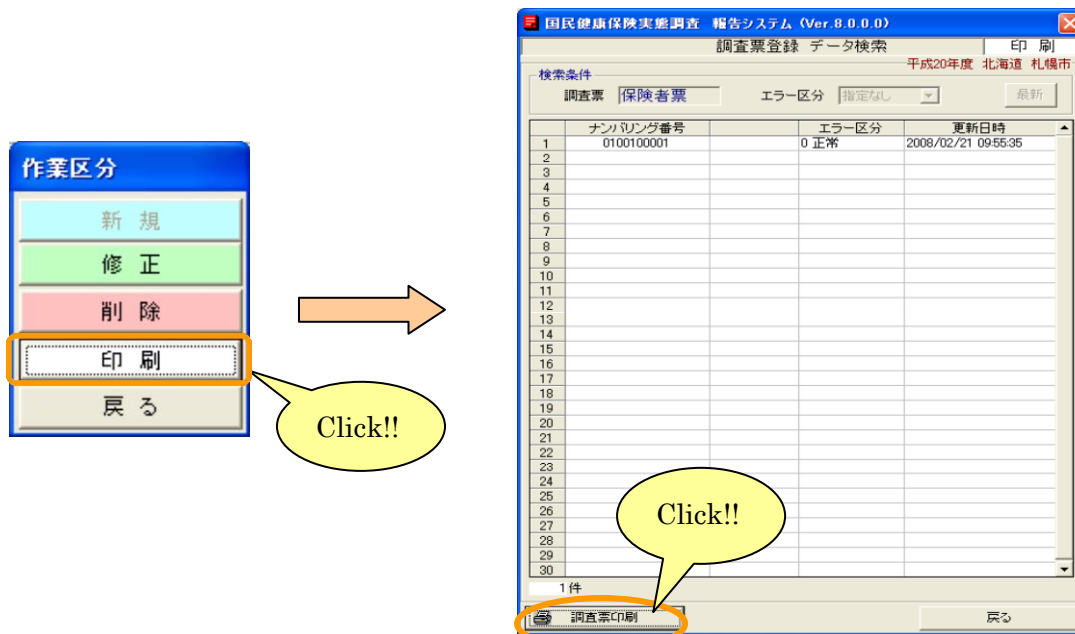 作業区分
新 規
修 正
削 除
印 刷
戻 る
Click!!
国民健康保険実態調査 報告システム (Ver.8.0.0.0)
調査票登録 データ検索 印 刷
平成20年度 北海道 札幌市
検索条件
調査票 保険者票 エラー区分 指定なし 最新
ナンバリング番号 エラー区分 更新日時
1 0100100001 0 正常 2008/02/21 09:55:35
2
3
4
5
6
7
8
9
10
11
12
13
14
15
16
17
18
19
20
21
22
23
24
25
26
27
28
29
30
Click!!
1件
調査票印刷 戻る